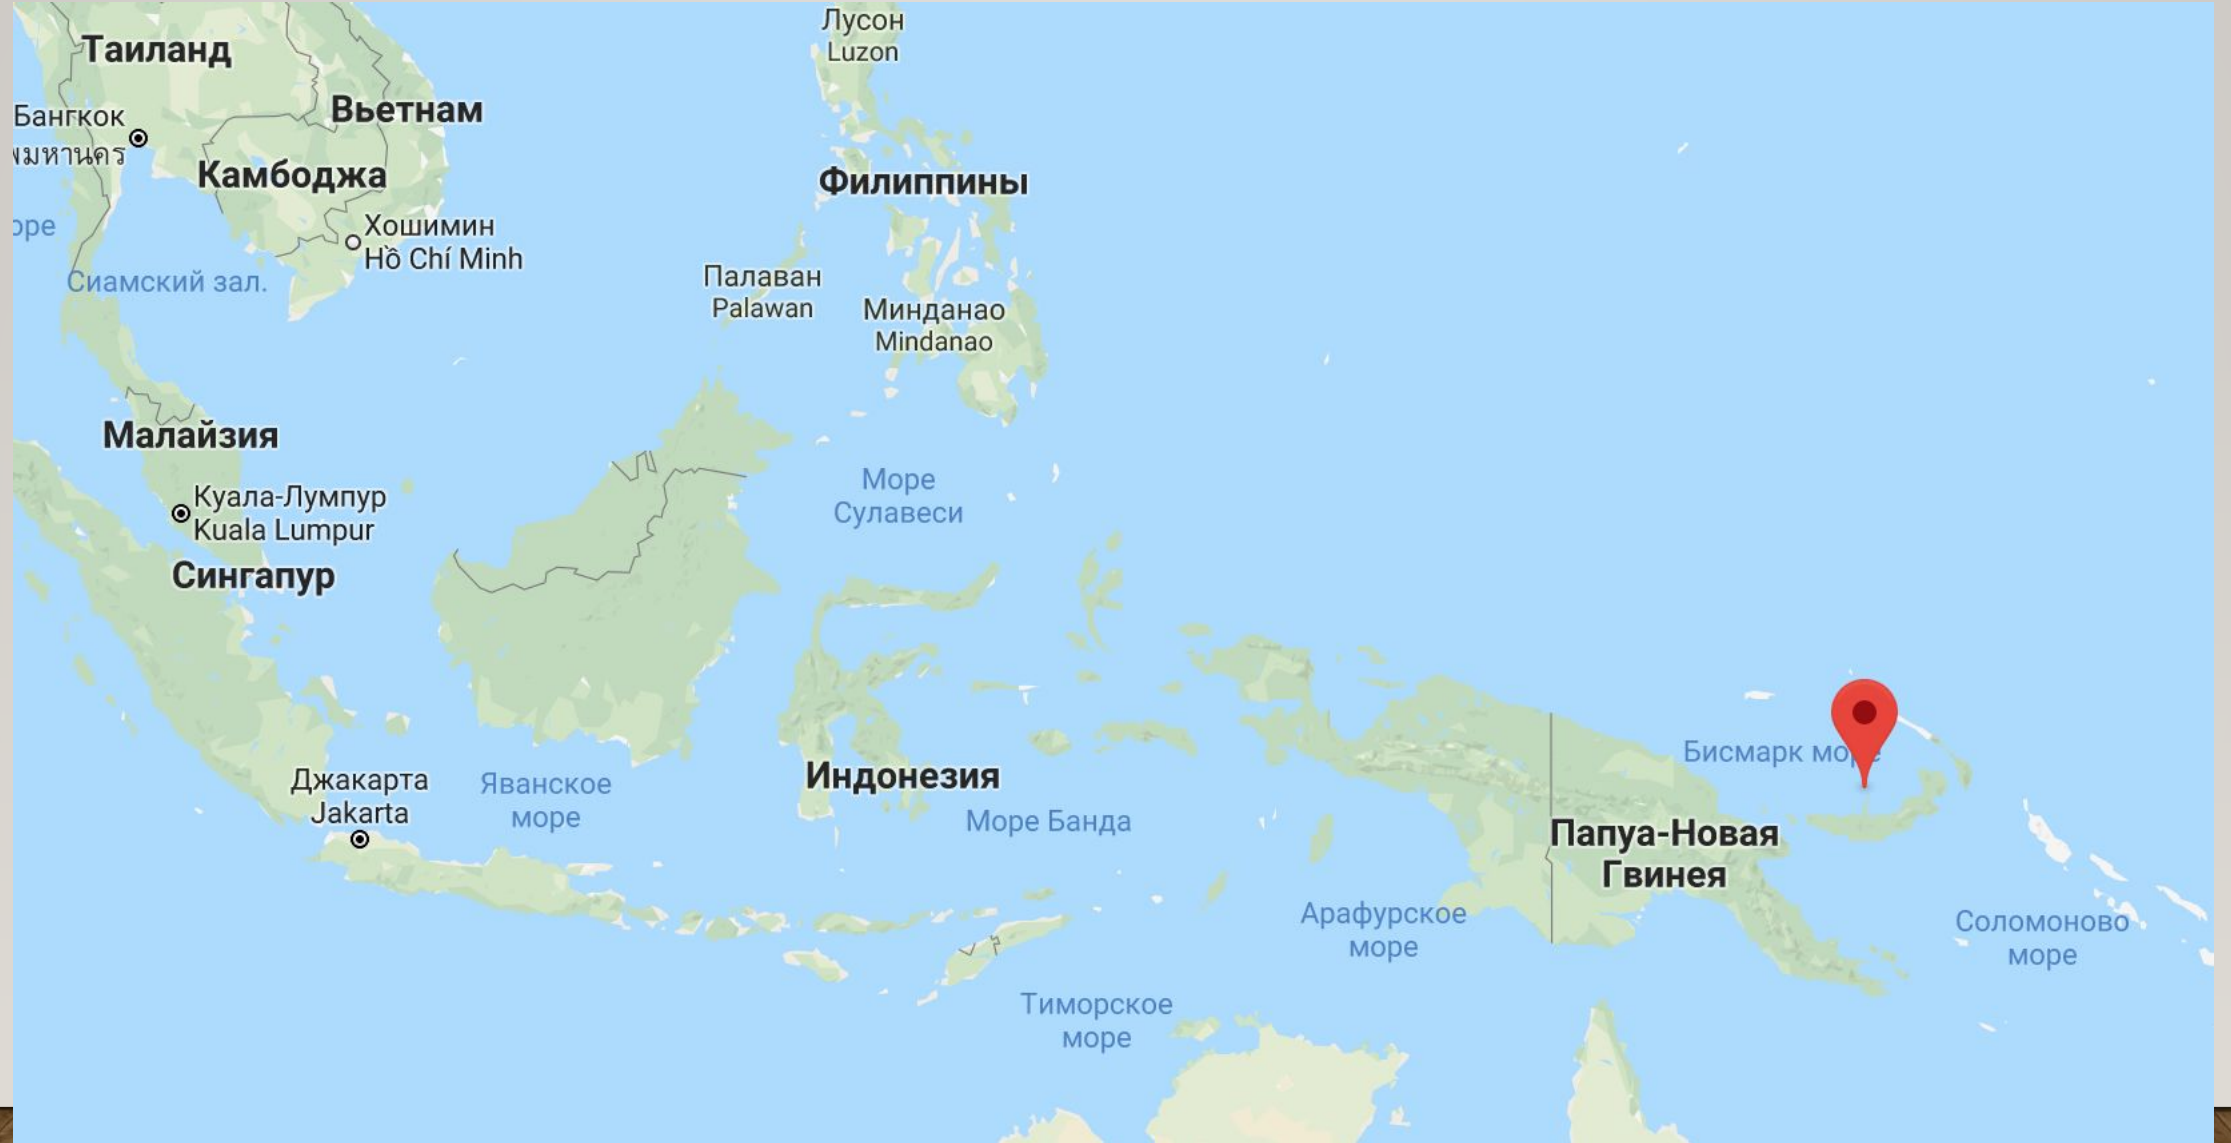 Лусон
Luzon
Таиланд
Вьетнам
Бангкок
Камбоджа
Филиппины
Хошимин
Hồ Chí Minh
Сиамский зал.
Палаван
Palawan
Минданао
Mindanao
Малайзия
Куала-Лумпур
Kuala Lumpur
Сингапур
Море
Сулавеси
Бисмарк море
Джакарта
Jakarta
Яванское
море
Индонезия
Море Банда
Папуа-Новая
Гвинея
Арафурское
море
Соломоново
море
Тиморское
море